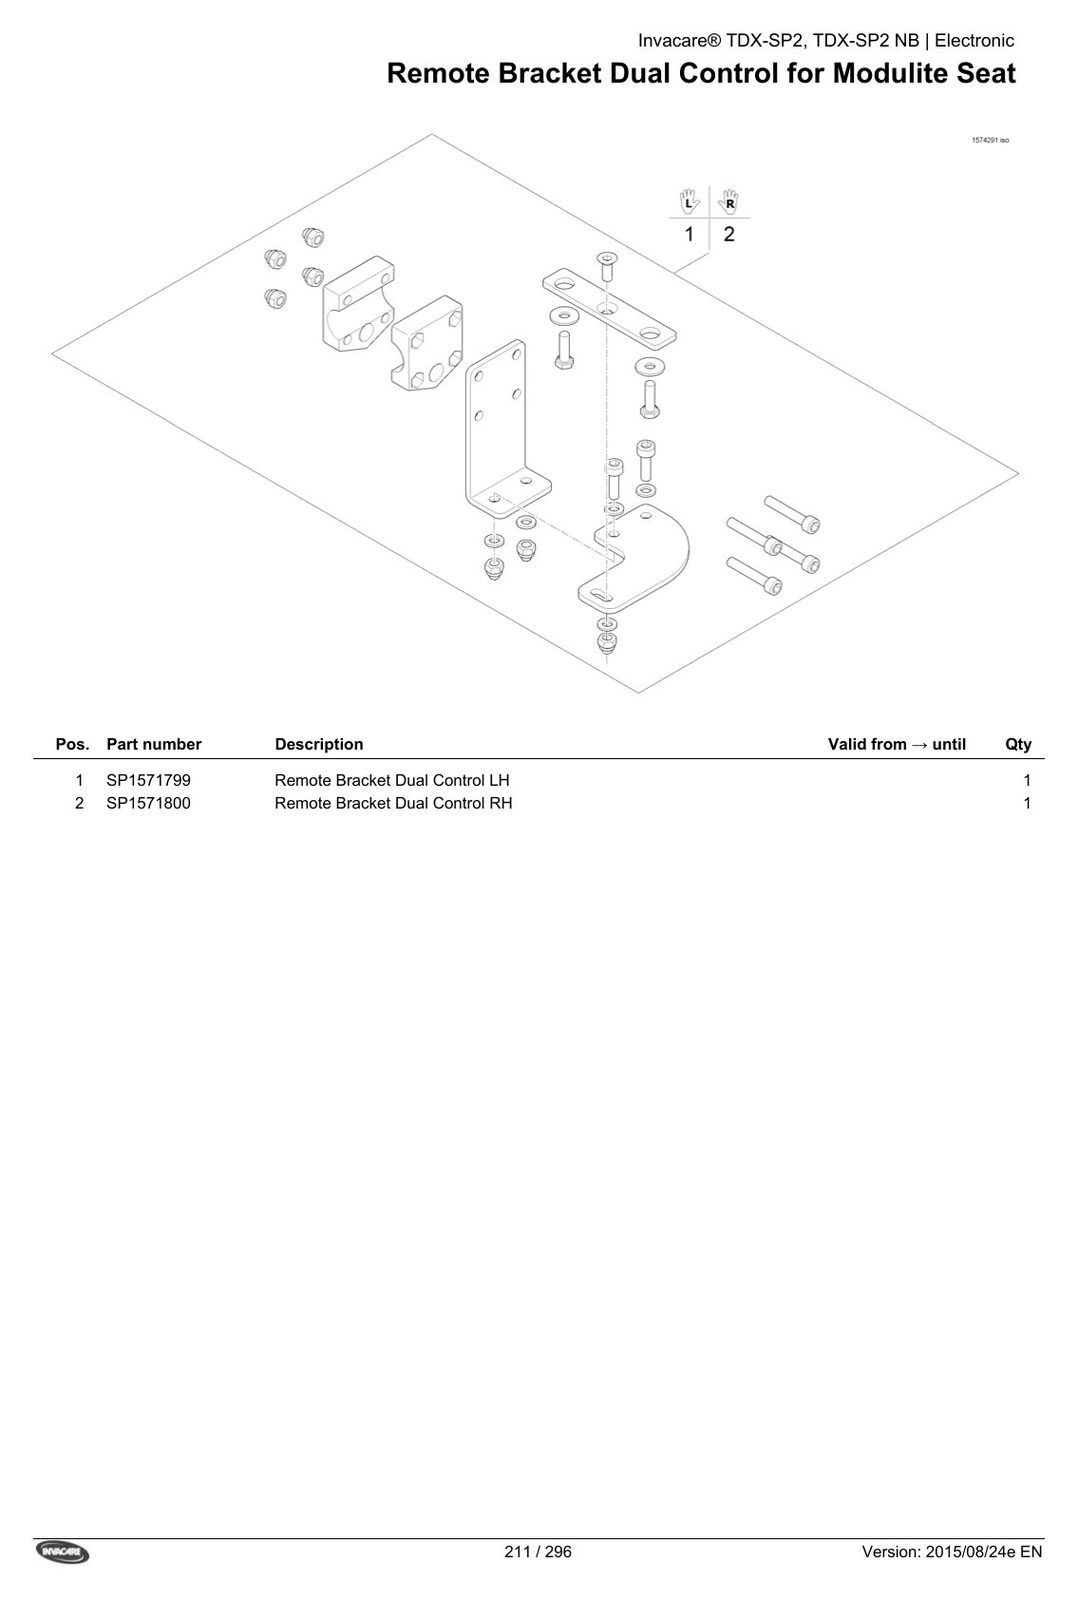 Invacare® TDX-SP2, TDX-SP2 NB | Electronic
Remote Bracket Dual Control for Modulite Seat
1574291.iso
L R
1 2
Pos. Part number Description Valid from → until Qty
1 SP1571799 Remote Bracket Dual Control LH 1
2 SP1571800 Remote Bracket Dual Control RH 1
INVACARE 211 / 296 Version: 2015/08/24e EN